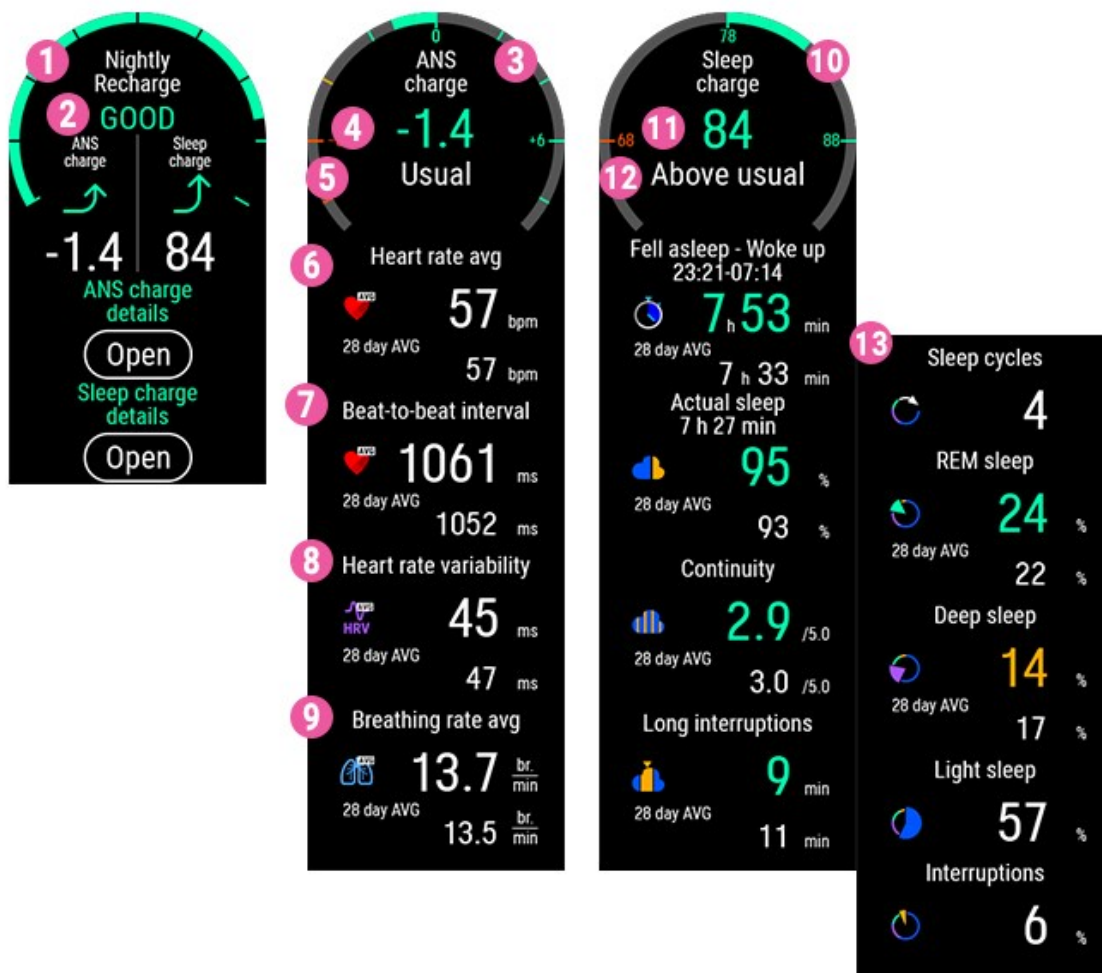 1
Nightly
Recharge
2
GOOD
ANS
charge
Sleep
charge
-1.4
84
ANS charge
details
Open
Sleep charge
details
Open
0
ANS
charge
3
4
-1.4
+6
5
Usual
6
Heart rate avg
AVG
57 bpm
28 day AVG
57 bpm
7
Beat-to-beat interval
AVG
1061 ms
28 day AVG
1052 ms
8
Heart rate variability
AVG
HRV
45 ms
28 day AVG
47 ms
9
Breathing rate avg
AVG
13.7 br.
min
28 day AVG
13.5 br.
min
78
Sleep
charge
10
68
11
84
88
12
Above usual
Fell asleep - Woke up
23:21-07:14
7 h 53 min
28 day AVG
7 h 33 min
Actual sleep
7 h 27 min
95 %
28 day AVG
93 %
Continuity
2.9 /5.0
28 day AVG
3.0 /5.0
Long interruptions
9 min
28 day AVG
11 min
13
Sleep cycles
4
REM sleep
24 %
28 day AVG
22 %
Deep sleep
14 %
28 day AVG
17 %
Light sleep
57 %
Interruptions
6 %